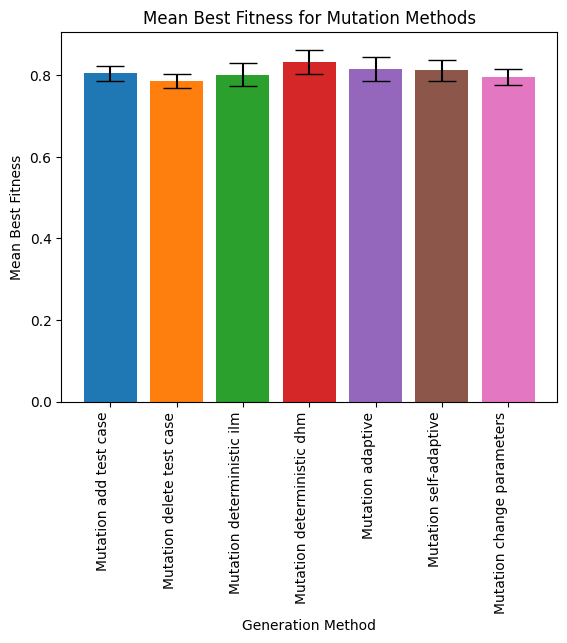 Mean Best Fitness for Mutation Methods
Mean Best Fitness
0.8
0.6
0.4
0.2
0.0
Mutation add test case
Mutation delete test case
Mutation deterministic ilm
Mutation deterministic dhm
Mutation adaptive
Mutation self-adaptive
Mutation change parameters
Generation Method